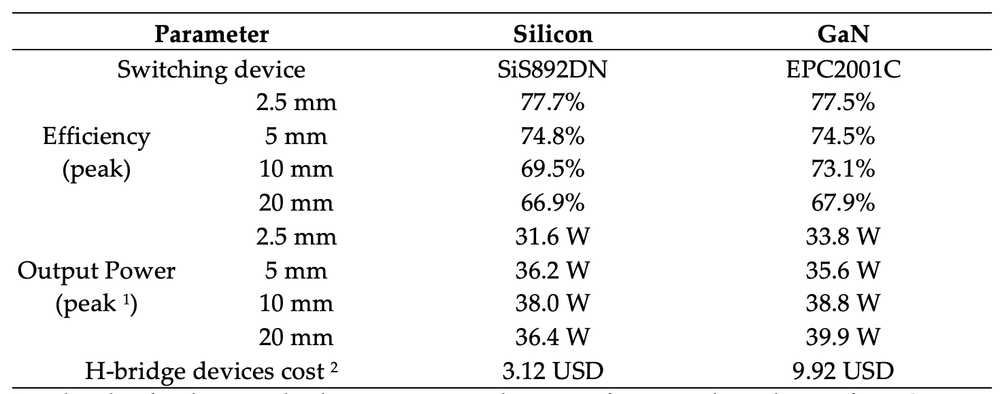 Parameter Silicon GaN
Switching device SiS892DN EPC2001C
2.5 mm 77.7% 77.5%
Efficiency 5 mm 74.8% 74.5%
(peak) 10 mm 69.5% 73.1%
20 mm 66.9% 67.9%
2.5 mm 31.6 W 33.8 W
Output Power 5 mm 36.2 W 35.6 W
(peak ¹) 10 mm 38.0 W 38.8 W
20 mm 36.4 W 39.9 W
H-bridge devices cost ² 3.12 USD 9.92 USD